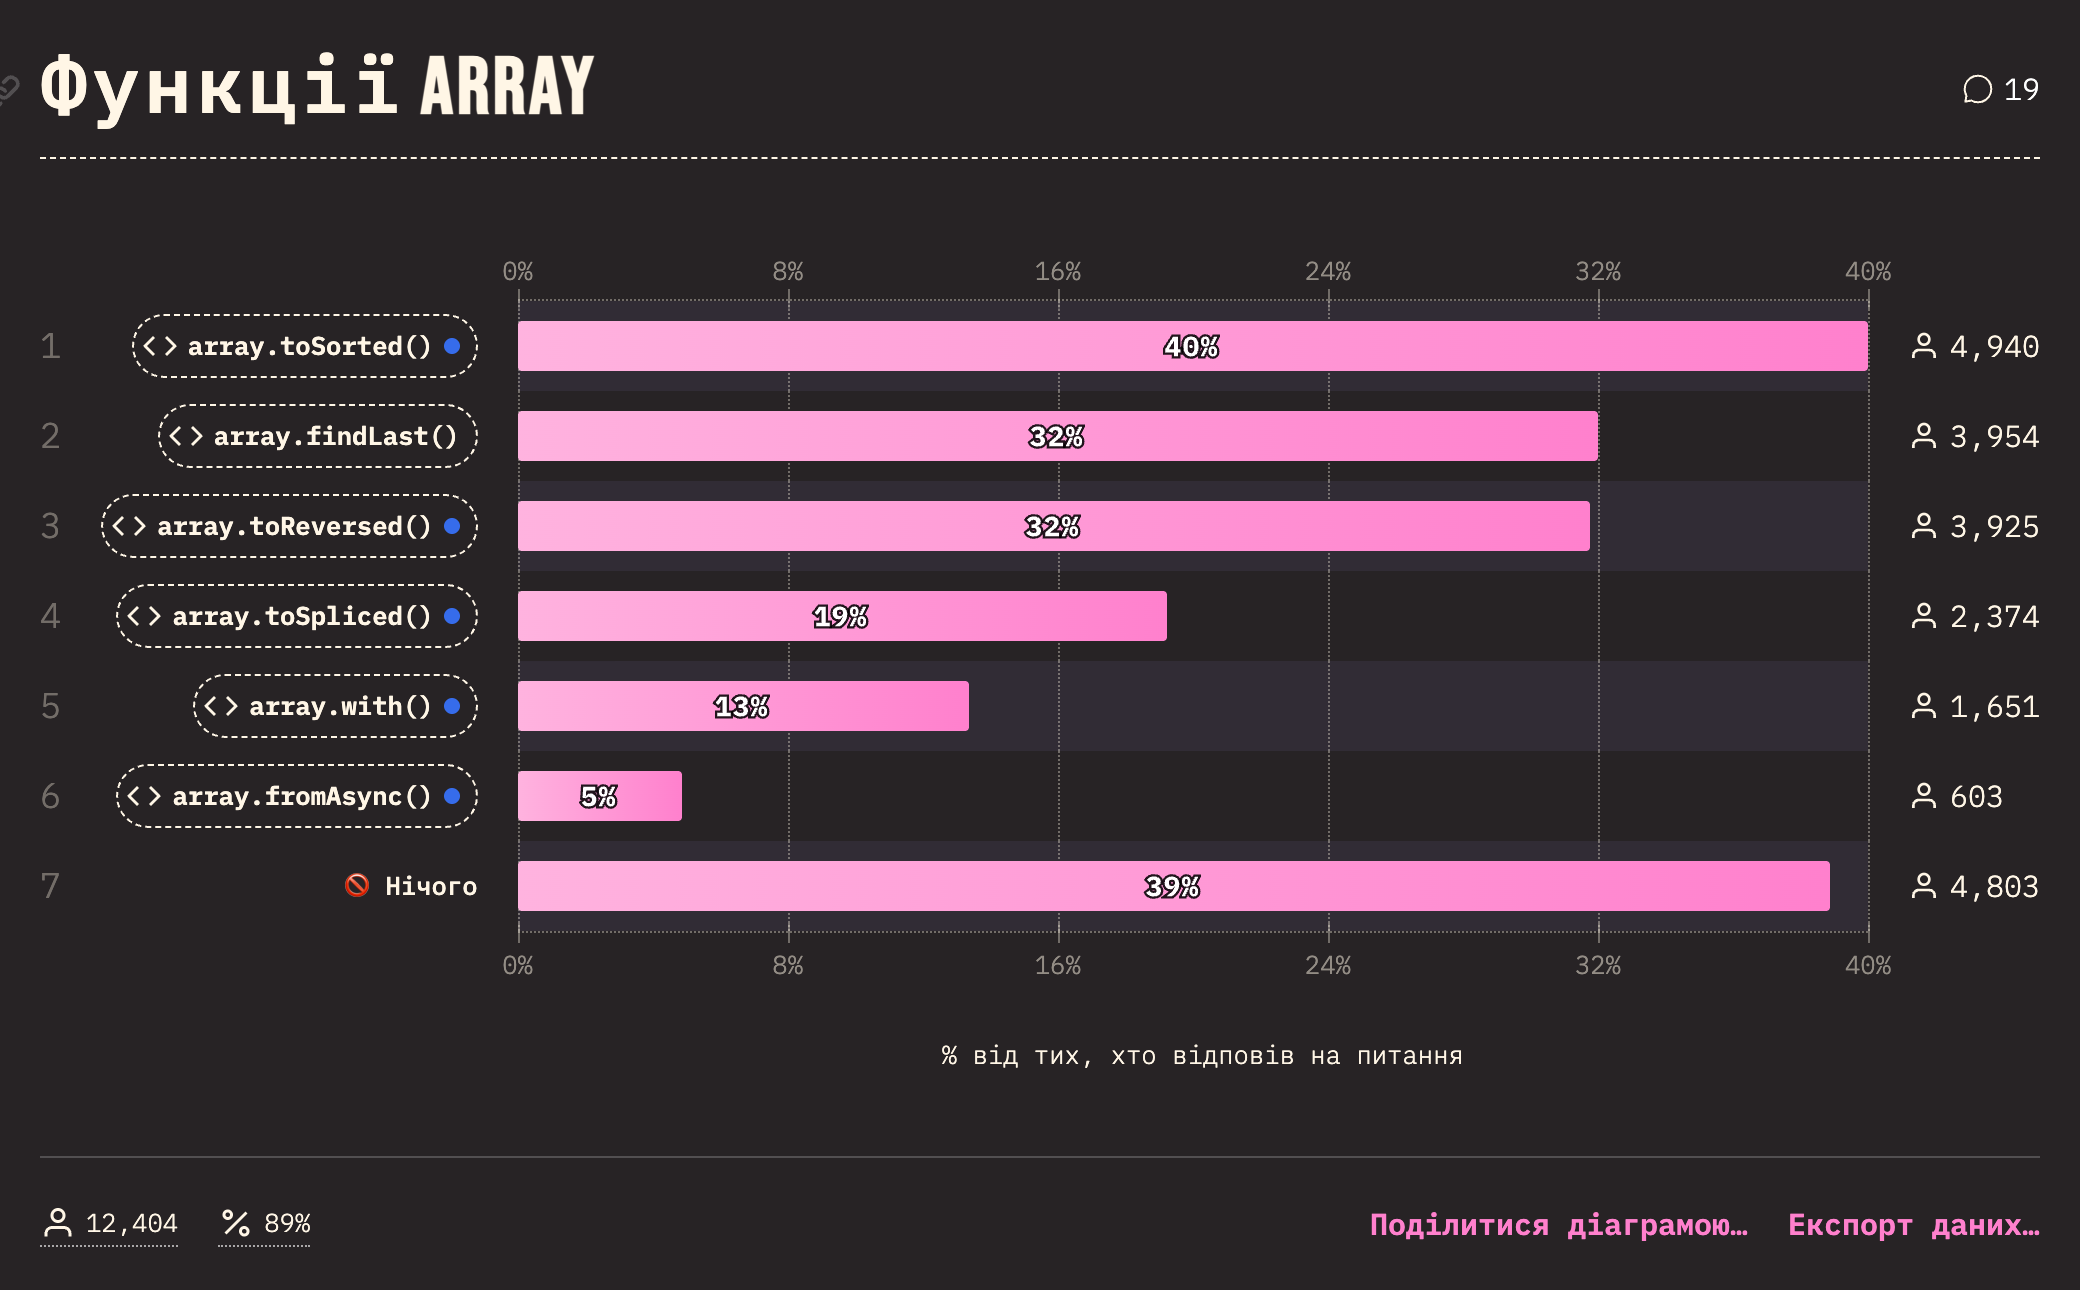 Функції ARRAY
19
0% 8% 16% 24% 32% 40%
1 <> array.toSorted() 40% 4,940
2 <> array.findLast() 32% 3,954
3 <> array.toReversed() 32% 3,925
4 <> array.toSpliced() 19% 2,374
5 <> array.with() 13% 1,651
6 <> array.fromAsync() 5% 603
7 Нічого 39% 4,803
0% 8% 16% 24% 32% 40%
% від тих, хто відповів на питання
12,404 % 89% Поділитися діаграмою… Експорт даних…